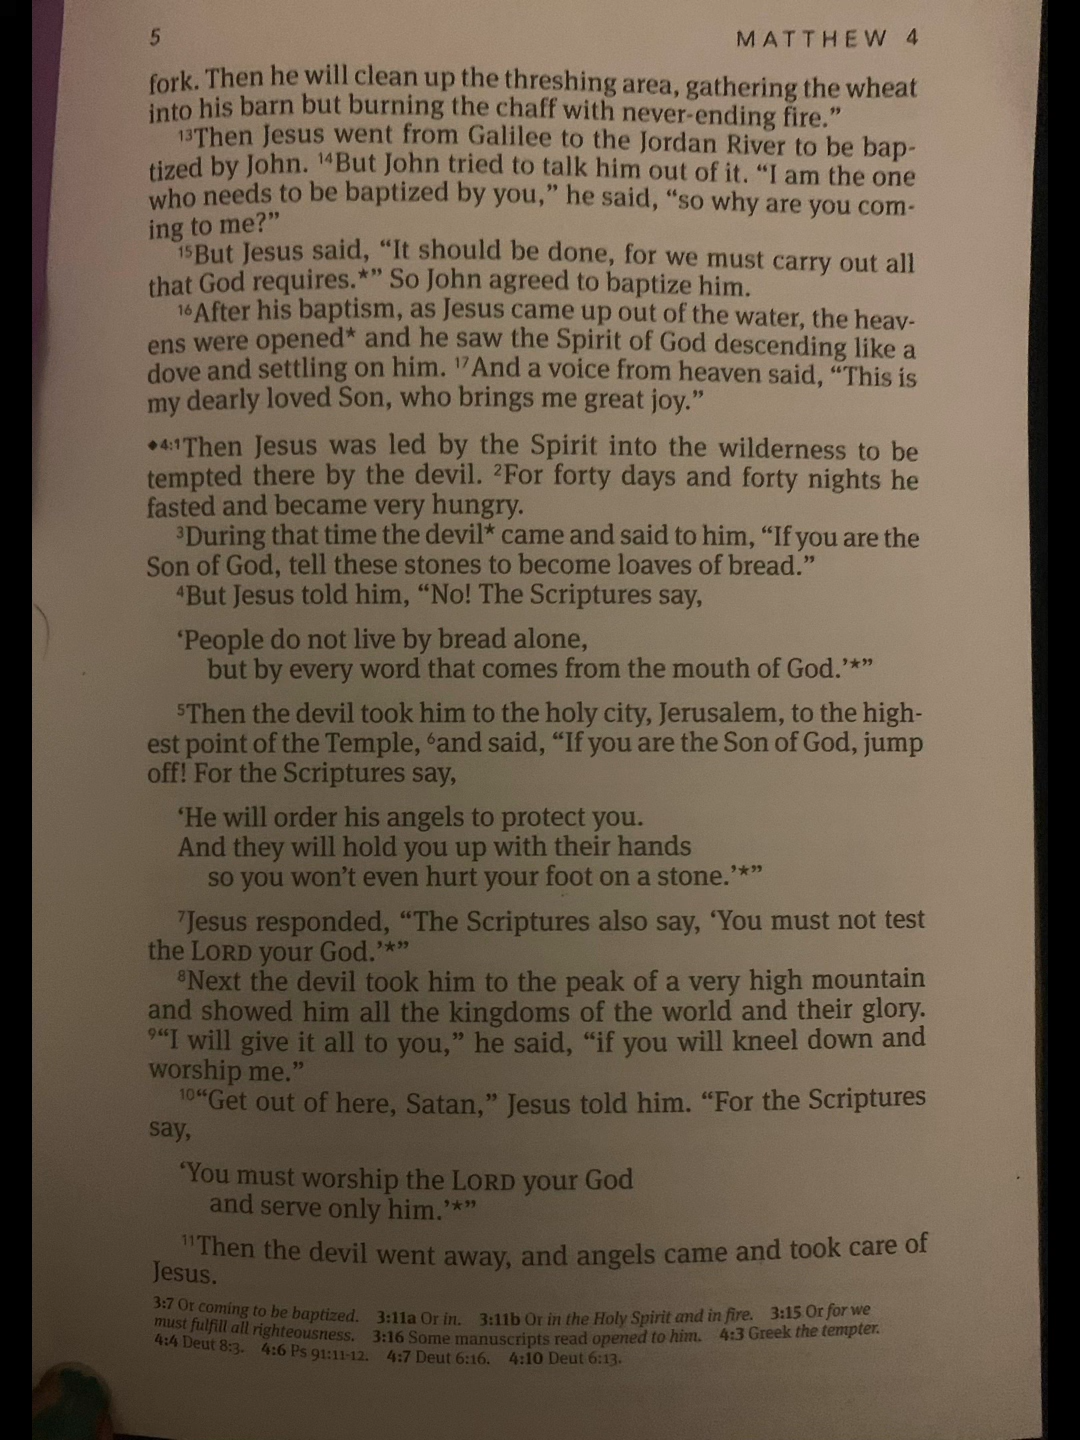 5 MATTHEW 4
fork. Then he will clean up the threshing area, gathering the wheat
into his barn but burning the chaff with never-ending fire.”
¹³Then Jesus went from Galilee to the Jordan River to be bap-
tized by John. ¹⁴But John tried to talk him out of it. “I am the one
who needs to be baptized by you,” he said, “so why are you com-
ing to me?”
¹⁵But Jesus said, “It should be done, for we must carry out all
that God requires.*” So John agreed to baptize him.
¹⁶After his baptism, as Jesus came up out of the water, the heav-
ens were opened* and he saw the Spirit of God descending like a
dove and settling on him. ¹⁷And a voice from heaven said, “This is
my dearly loved Son, who brings me great joy.”
◆4:1Then Jesus was led by the Spirit into the wilderness to be
tempted there by the devil. ²For forty days and forty nights he
fasted and became very hungry.
³During that time the devil* came and said to him, “If you are the
Son of God, tell these stones to become loaves of bread.”
⁴But Jesus told him, “No! The Scriptures say,
‘People do not live by bread alone,
but by every word that comes from the mouth of God.’*”
⁵Then the devil took him to the holy city, Jerusalem, to the high-
est point of the Temple, ⁶and said, “If you are the Son of God, jump
off! For the Scriptures say,
‘He will order his angels to protect you.
And they will hold you up with their hands
so you won’t even hurt your foot on a stone.’*”
⁷Jesus responded, “The Scriptures also say, ‘You must not test
the LORD your God.’*”
⁸Next the devil took him to the peak of a very high mountain
and showed him all the kingdoms of the world and their glory.
⁹“I will give it all to you,” he said, “if you will kneel down and
worship me.”
¹⁰“Get out of here, Satan,” Jesus told him. “For the Scriptures
say,
‘You must worship the LORD your God
and serve only him.’*”
¹¹Then the devil went away, and angels came and took care of
Jesus.
3:7 Or coming to be baptized. 3:11a Or in. 3:11b Or in the Holy Spirit and in fire. 3:15 Or for we
must fulfill all righteousness. 3:16 Some manuscripts read opened to him. 4:3 Greek the tempter.
4:4 Deut 8:3. 4:6 Ps 91:11-12. 4:7 Deut 6:16. 4:10 Deut 6:13.